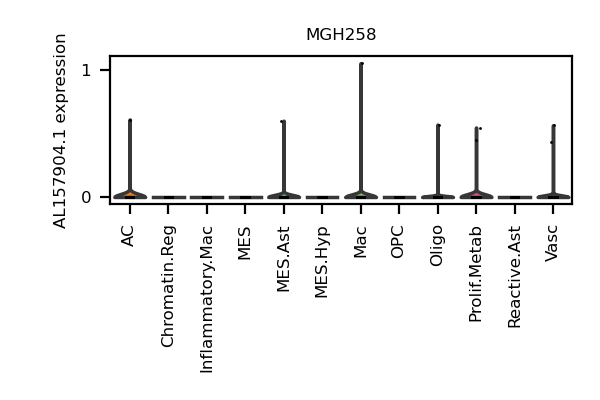 MGH258
AL157904.1 expression
1
0
AC
Chromatin.Reg
Inflammatory.Mac
MES
MES.Ast
MES.Hyp
Mac
OPC
Oligo
Prolif.Metab
Reactive.Ast
Vasc